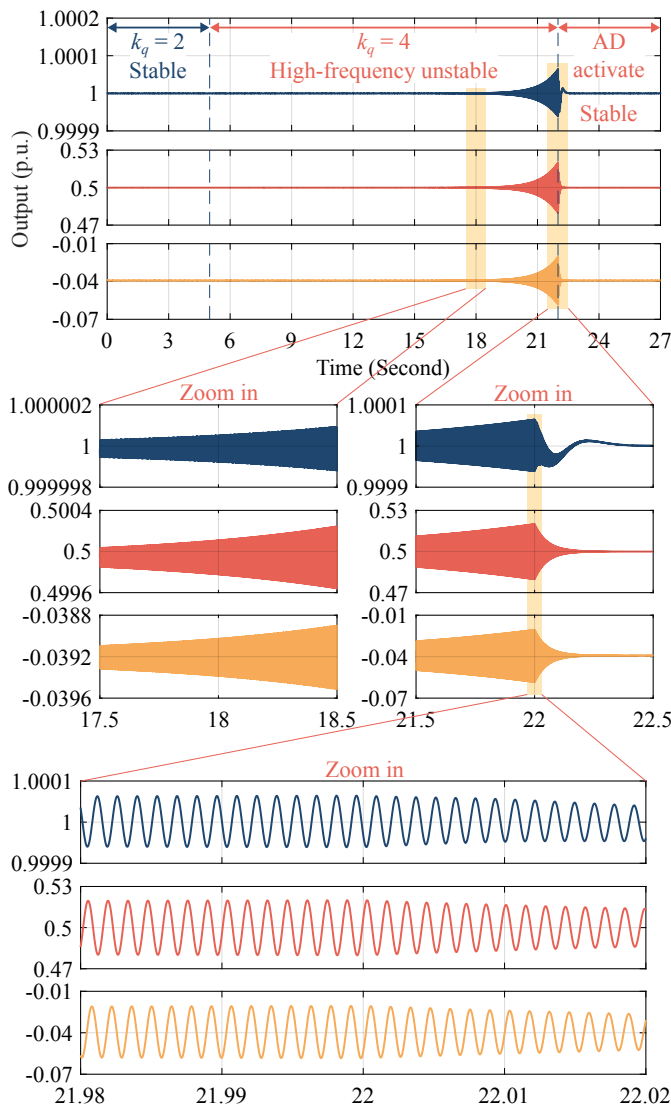 1.0002
k_q = 2
k_q = 4
AD
1.0001
Stable
High-frequency unstable
activate
1
Stable
0.9999
0.53
0.5
0.47
Output (p.u.)
-0.01
-0.04
-0.07
0 3 6 9 12 15 18 21 24 27
Time (Second)
Zoom in
Zoom in
1.000002
1
0.999998
1.0001
1
0.9999
0.5004
0.5
0.4996
0.53
0.5
0.47
-0.0388
-0.0392
-0.0396
-0.01
-0.04
-0.07
17.5 18 18.5
21.5 22 22.5
Zoom in
1.0001
1
0.9999
0.53
0.5
0.47
-0.01
-0.04
-0.07
21.98 21.99 22 22.01 22.02